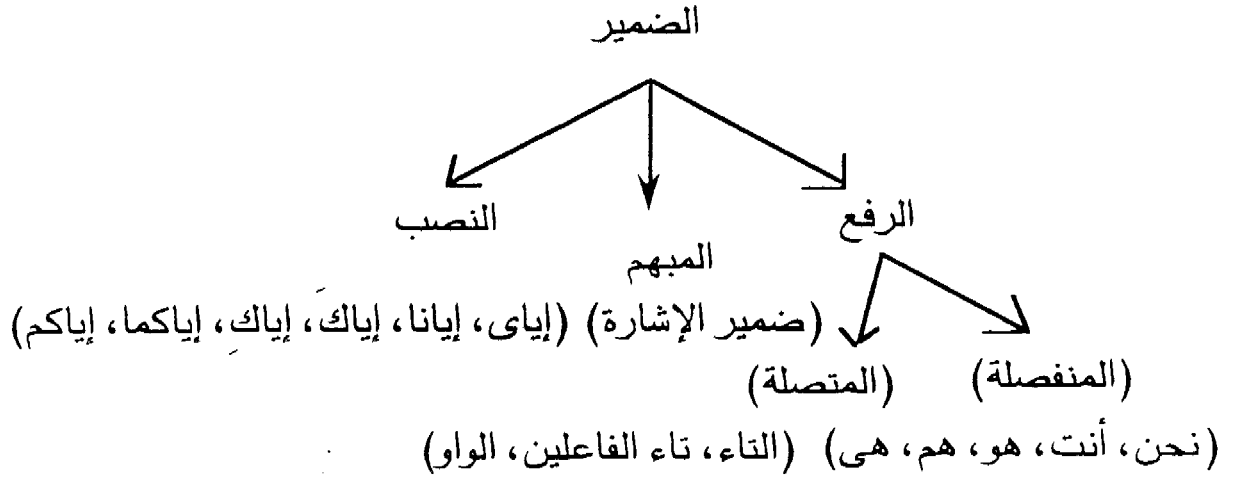 الضمير
الرفع
النصب
المبهم
(ضمير الإشارة) (إياى، إيانا، إياكَ، إياكِ، إياكما، إياكم)
(المنفصلة) (المتصلة)
(نحن، أنت، هو، هم، هى) (التاء، تاء الفاعلين، الواو)